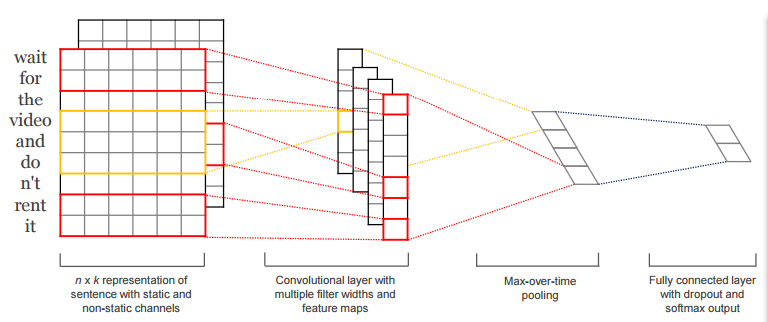 wait
for
the
video
and
do
n't
rent
it
n x k representation of
sentence with static and
non-static channels
Convolutional layer with
multiple filter widths and
feature maps
Max-over-time
pooling
Fully connected layer
with dropout and
softmax output